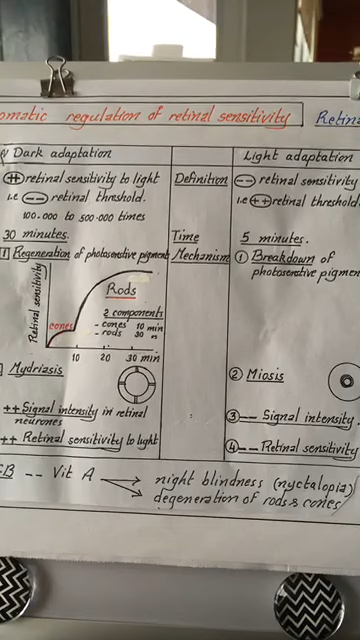 omatic regulation of retinal sensitivity
Retina
Dark adaptation
Light adaptation
++ retinal sensitivity to light
i.e -- retinal threshold.
100.000 to 500.000 times
Definition
-- retinal sensitivity
i.e ++ retinal threshold.
30 minutes.
Time
5 minutes.
1 Regeneration of photosensitive pigment
Mechanism
① Breakdown of
photosensitive pigmen
Retinal sensitivity
Rods
cones
2 components
- cones 10 min
- rods 30 "
10 20 30 min
Mydriasis
② Miosis
++ Signal intensity in retinal
neurones
③ -- Signal intensity.
++ Retinal sensitivity to light
④ -- Retinal sensitivity
B -- Vit A
night blindness (nyctalopia)
degeneration of rods & cones